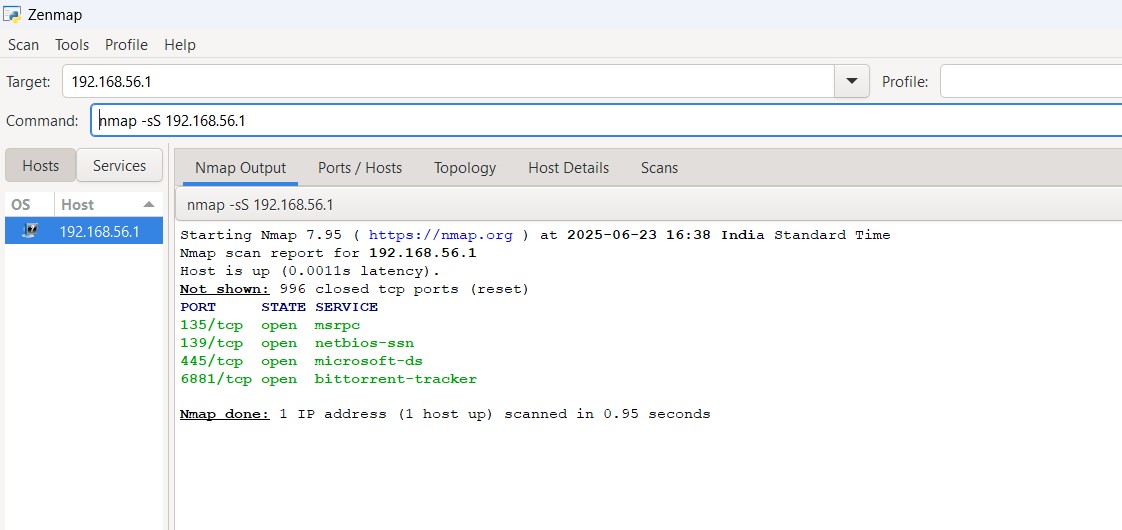 Zenmap
Scan Tools Profile Help
Target: 192.168.56.1 Profile:
Command: nmap -sS 192.168.56.1
Hosts Services
Nmap Output Ports / Hosts Topology Host Details Scans
OS Host
192.168.56.1
nmap -sS 192.168.56.1
Starting Nmap 7.95 ( https://nmap.org ) at 2025-06-23 16:38 India Standard Time
Nmap scan report for 192.168.56.1
Host is up (0.0011s latency).
Not shown: 996 closed tcp ports (reset)
PORT STATE SERVICE
135/tcp open msrpc
139/tcp open netbios-ssn
445/tcp open microsoft-ds
6881/tcp open bittorrent-tracker
Nmap done: 1 IP address (1 host up) scanned in 0.95 seconds